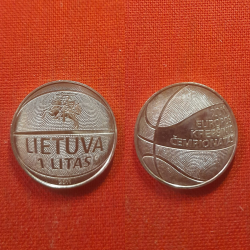 LIETUVA
1 LITAS
EUROPOS
KREPŠINIO
ČEMPIONATAS